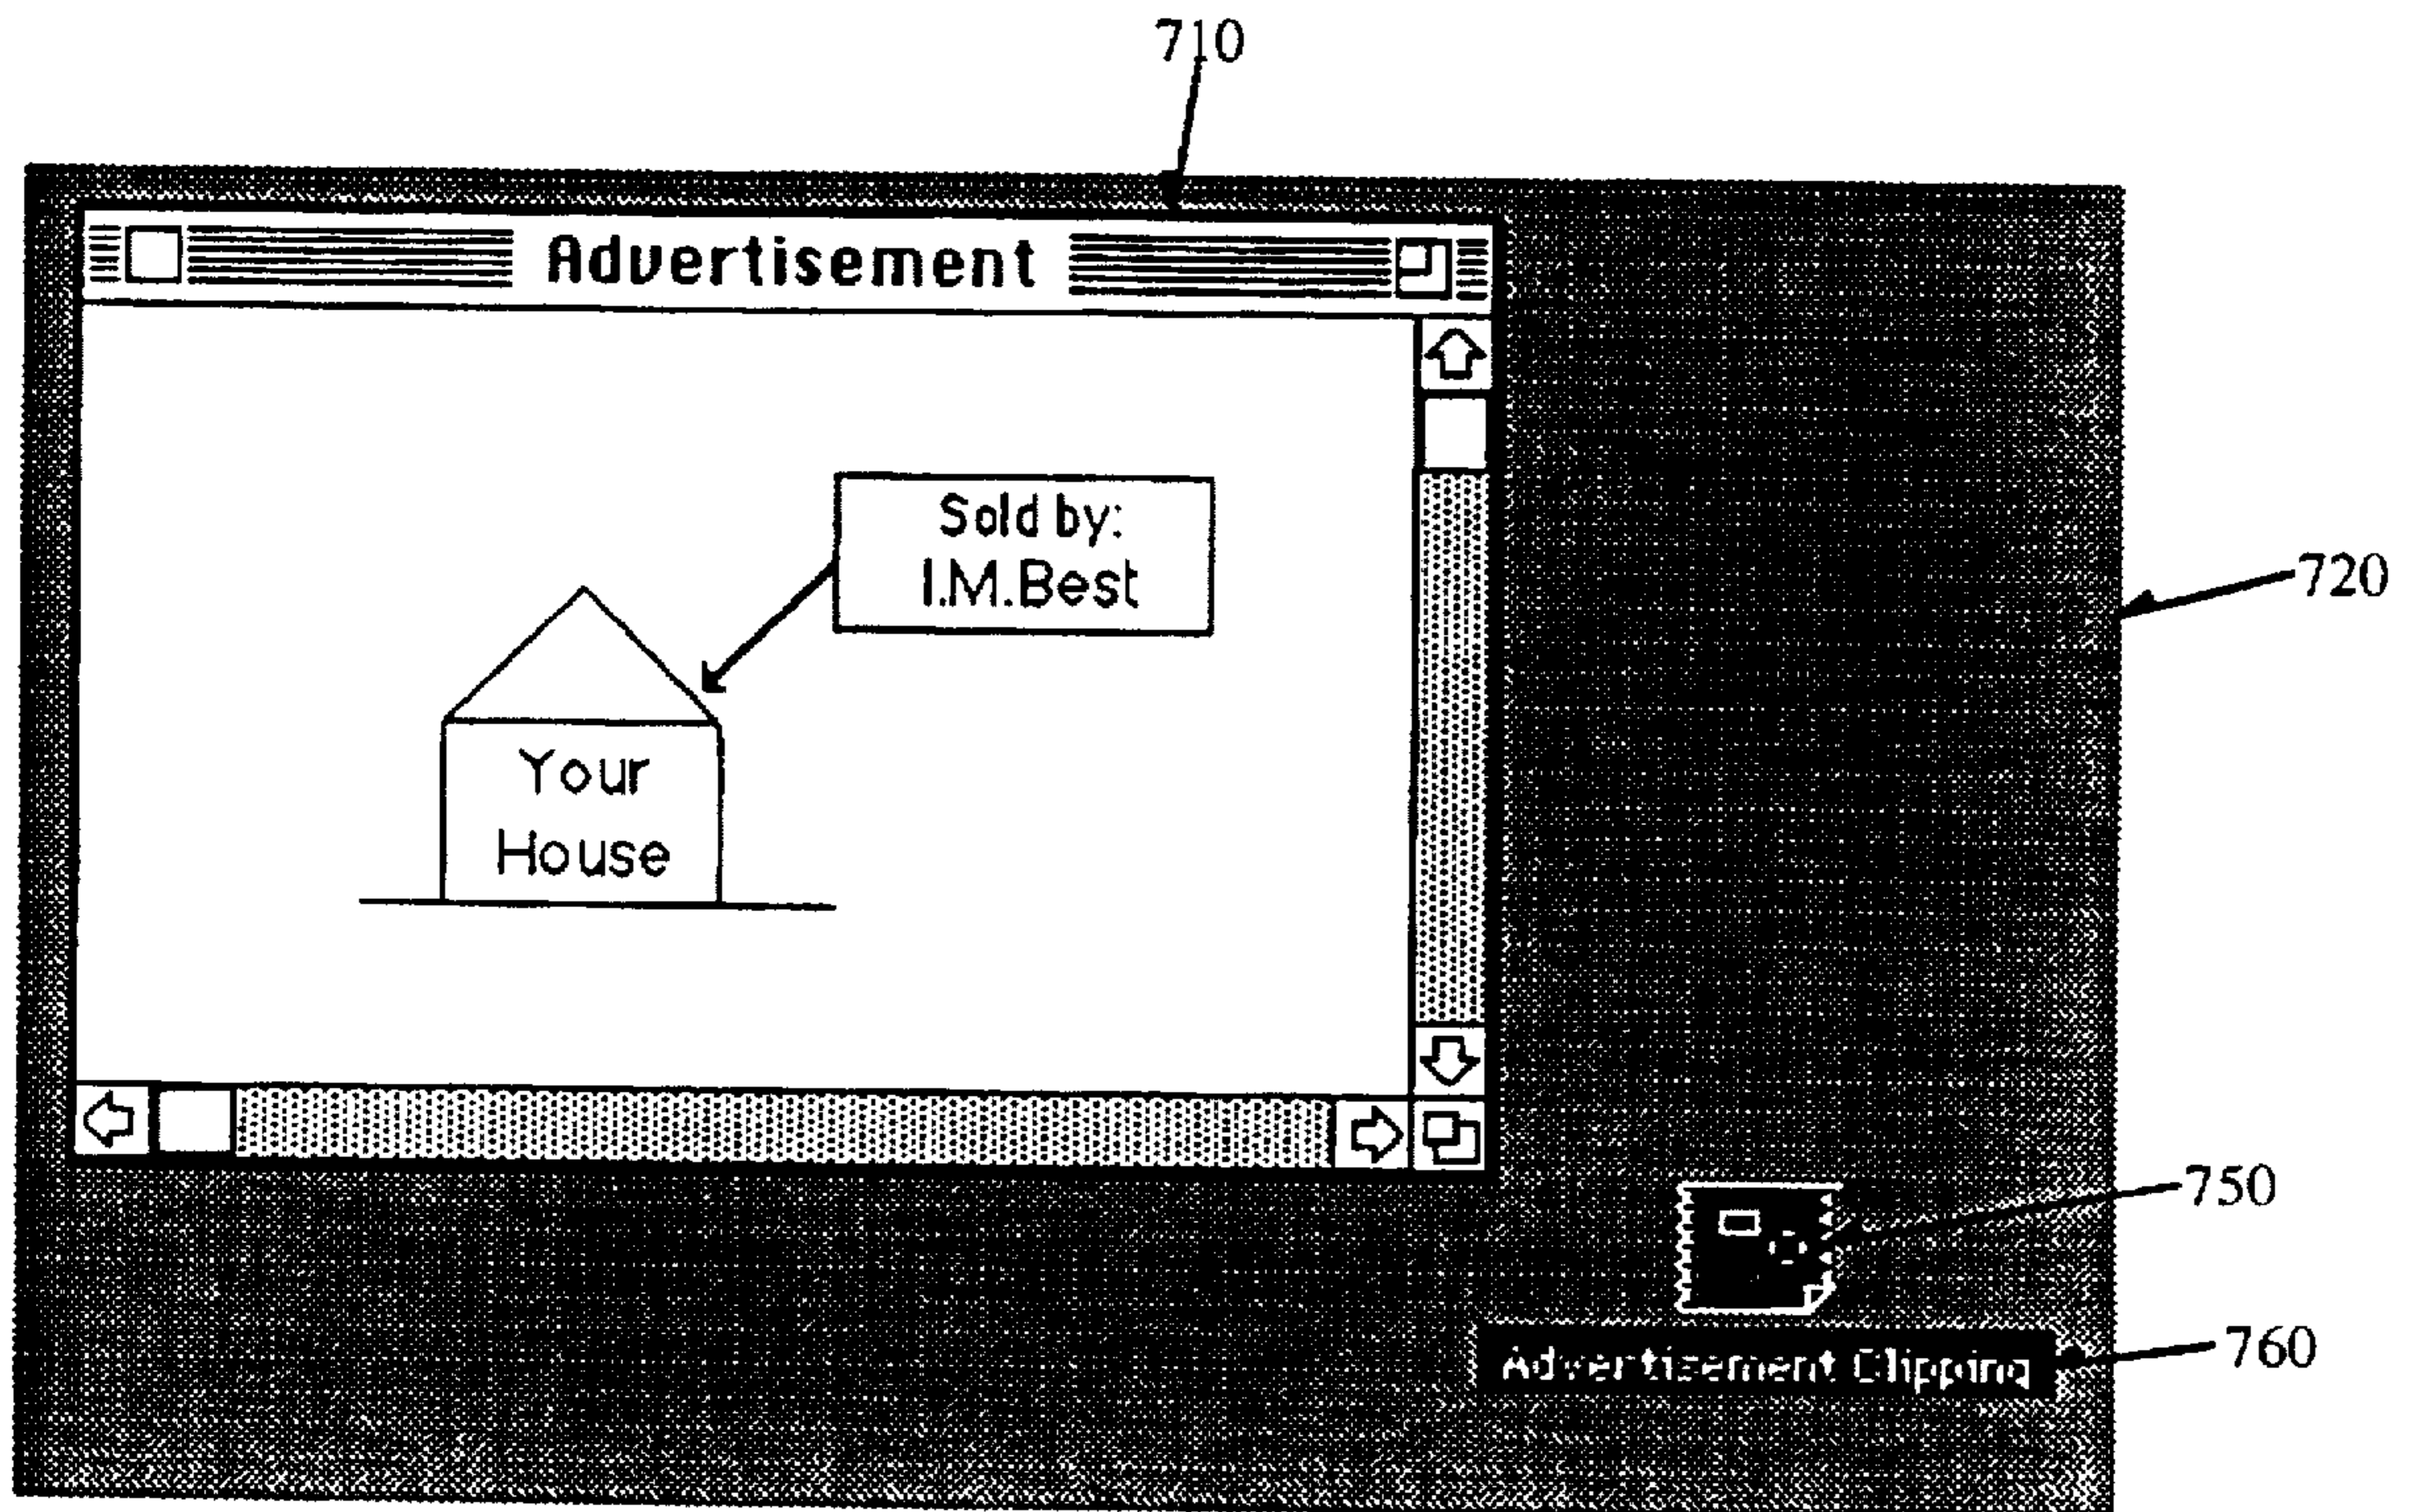 710
Advertisement
Sold by:
I.M.Best
720
Your
House
750
Advertisement Clipping
760